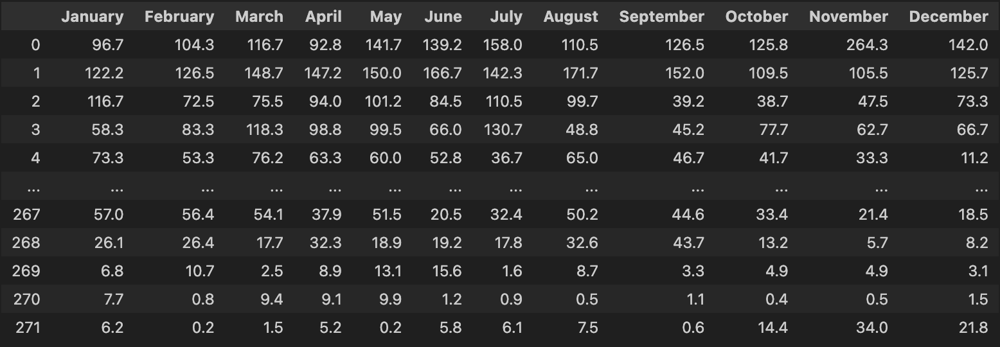 January February March April May June July August September October November December
0 96.7 104.3 116.7 92.8 141.7 139.2 158.0 110.5 126.5 125.8 264.3 142.0
1 122.2 126.5 148.7 147.2 150.0 166.7 142.3 171.7 152.0 109.5 105.5 125.7
2 116.7 72.5 75.5 94.0 101.2 84.5 110.5 99.7 39.2 38.7 47.5 73.3
3 58.3 83.3 118.3 98.8 99.5 66.0 130.7 48.8 45.2 77.7 62.7 66.7
4 73.3 53.3 76.2 63.3 60.0 52.8 36.7 65.0 46.7 41.7 33.3 11.2
... ... ... ... ... ... ... ... ... ... ... ... ...
267 57.0 56.4 54.1 37.9 51.5 20.5 32.4 50.2 44.6 33.4 21.4 18.5
268 26.1 26.4 17.7 32.3 18.9 19.2 17.8 32.6 43.7 13.2 5.7 8.2
269 6.8 10.7 2.5 8.9 13.1 15.6 1.6 8.7 3.3 4.9 4.9 3.1
270 7.7 0.8 9.4 9.1 9.9 1.2 0.9 0.5 1.1 0.4 0.5 1.5
271 6.2 0.2 1.5 5.2 0.2 5.8 6.1 7.5 0.6 14.4 34.0 21.8